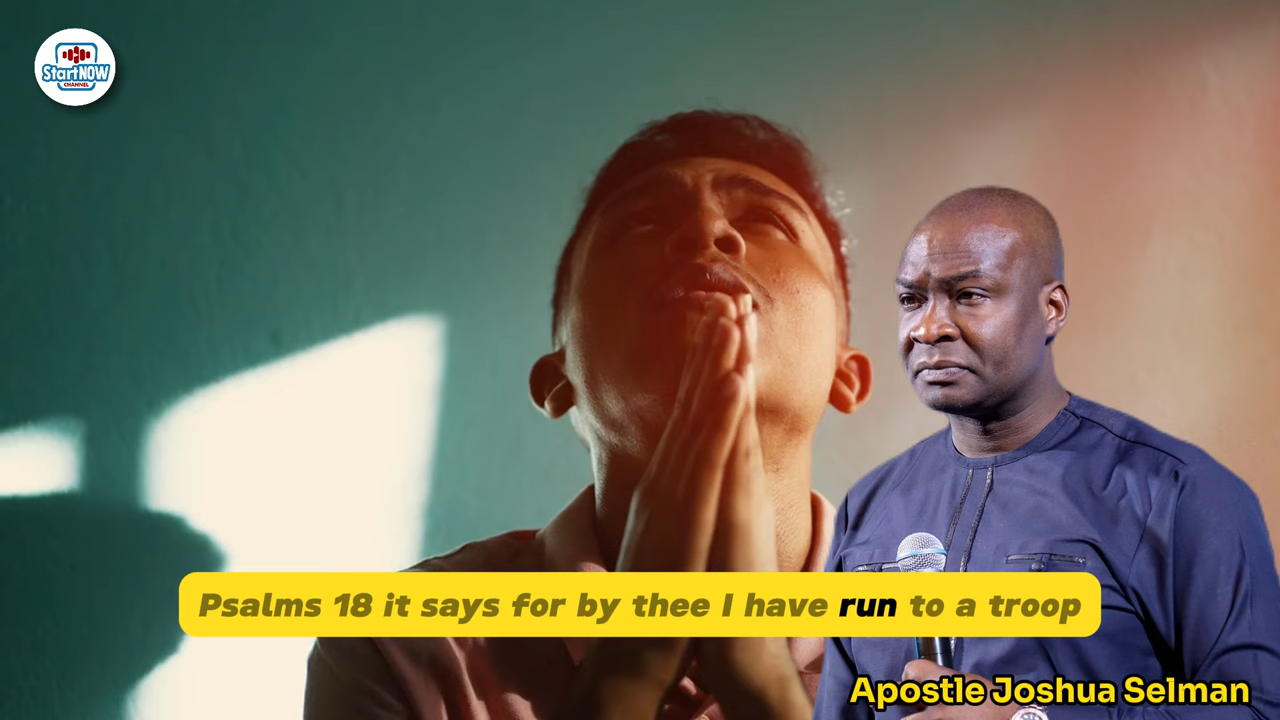 StartNOW
CHANNEL
Psalms 18 it says for by thee I have run to a troop
Apostle Joshua Selman